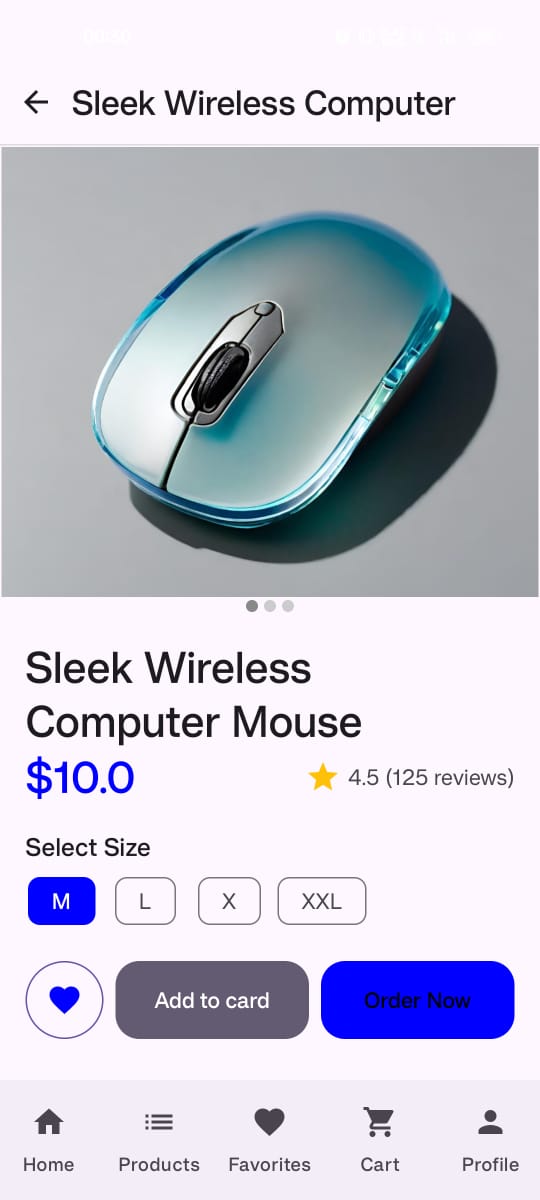 Sleek Wireless Computer
Sleek Wireless
Computer Mouse
$10.0
4.5 (125 reviews)
Select Size
M
L
X
XXL
Add to card
Order Now
Home
Products
Favorites
Cart
Profile